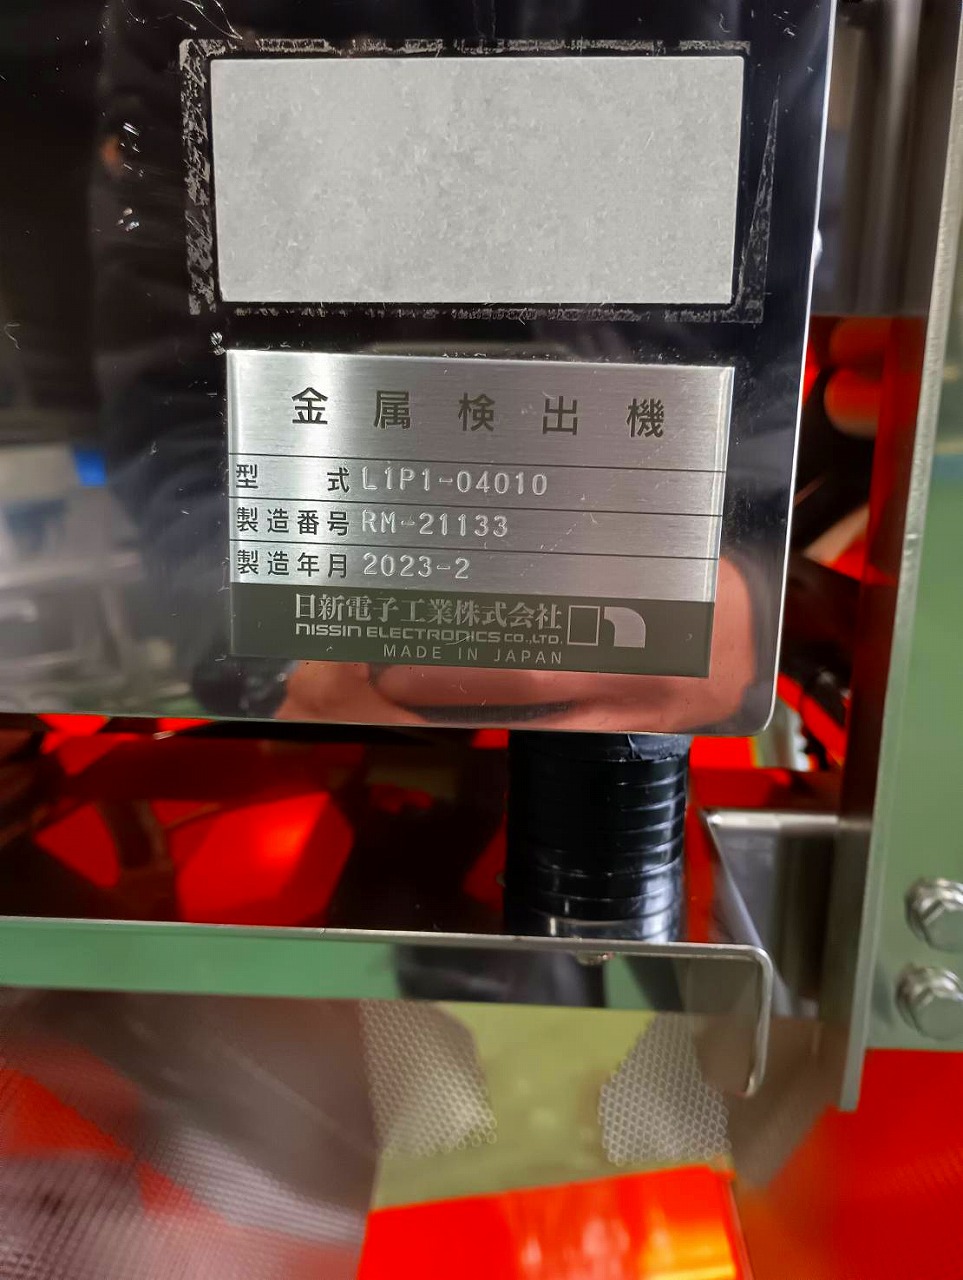 金属検出機
型式 L1P1-04010
製造番号 RM-21133
製造年月 2023-2
日新電子工業株式会社
NISSIN ELECTRONICS CO.,LTD.
MADE IN JAPAN